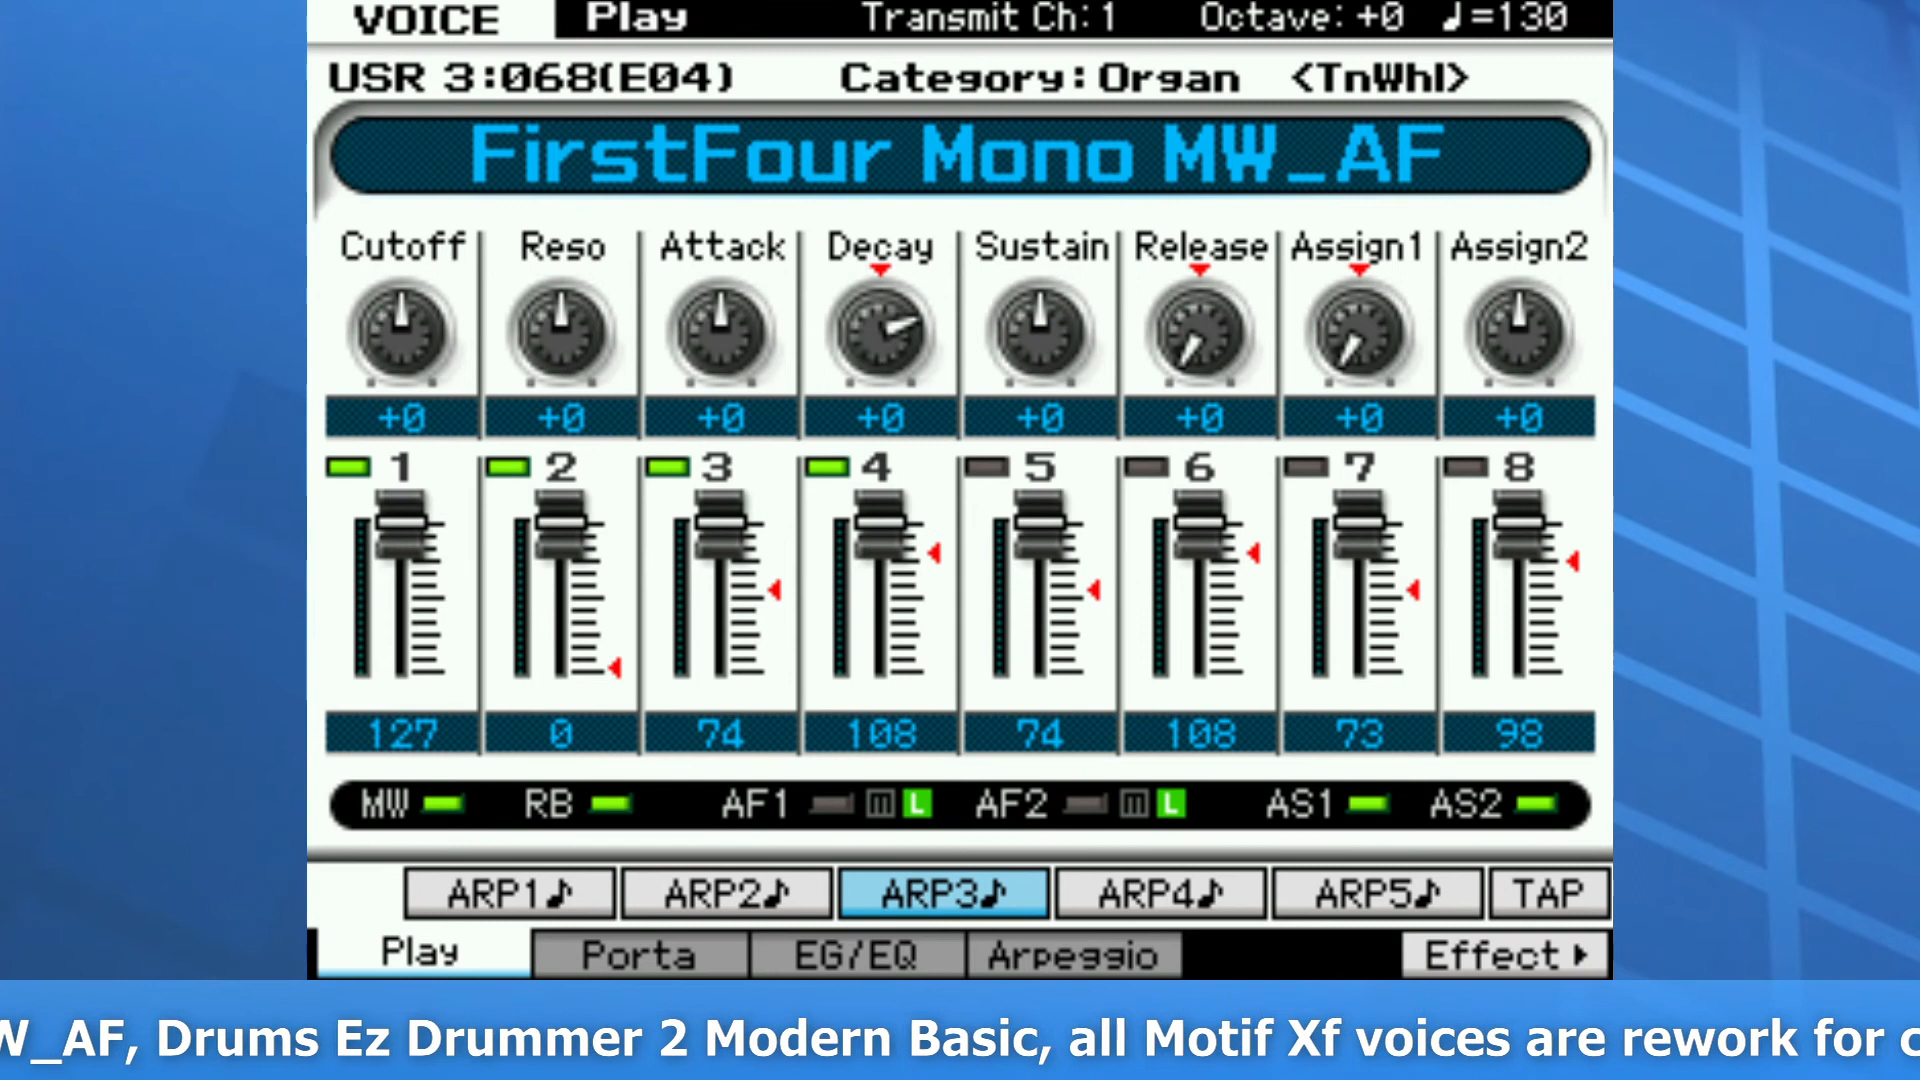 VOICE Play Transmit Ch:1 Octave:+0 ♩=130
USR 3:068(E04) Category:Organ <TnWhl>
FirstFour Mono MW_AF
Cutoff Reso Attack Decay Sustain Release Assign1 Assign2
+0 +0 +0 +0 +0 +0 +0 +0
1 2 3 4 5 6 7 8
127 0 74 108 74 108 73 98
MW RB AF1 m L AF2 m L AS1 AS2
ARP1♪ ARP2♪ ARP3♪ ARP4♪ ARP5♪ TAP
Play Porta EG/EQ Arpeggio Effect
W_AF, Drums Ez Drummer 2 Modern Basic, all Motif Xf voices are rework for